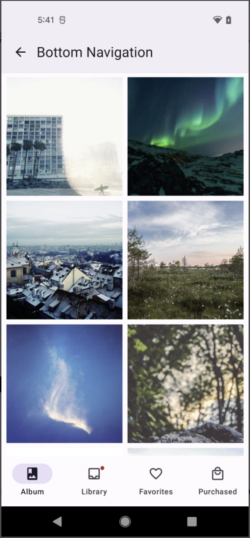 5:41
Bottom Navigation
Album
Library
Favorites
Purchased